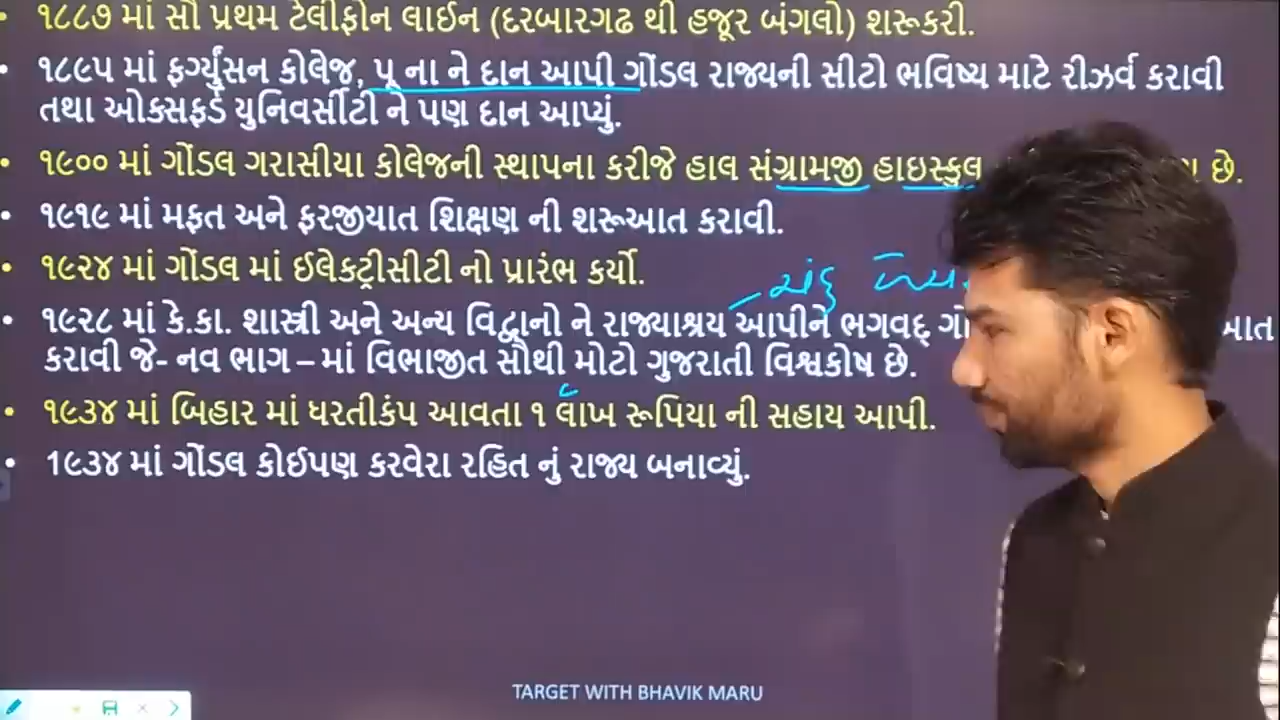 ૧૮૮૭ માં સૌ પ્રથમ ટેલીફોન લાઈન (દરબારગઢ થી હજૂર બંગલો) શરૂકરી.
• ૧૮૯૫ માં ફર્ગ્યુંસન કોલેજ, પૂ ના ને દાન આપી ગોંડલ રાજ્યની સીટો ભવિષ્ય માટે રીઝર્વ કરાવી
તથા ઓક્સફર્ડ યુનિવર્સીટી ને પણ દાન આપ્યું.
• ૧૯૦૦ માં ગોંડલ ગરાસીયા કોલેજની સ્થાપના કરીજે હાલ સંગ્રામજી હાઇસ્કુલ છે.
• ૧૯૧૯ માં મફત અને ફરજીયાત શિક્ષણ ની શરૂઆત કરાવી.
• ૧૯૨૪ માં ગોંડલ માં ઈલેક્ટ્રીસીટી નો પ્રારંભ કર્યો.
ચંદુ
• ૧૯૨૮ માં કે.કા. શાસ્ત્રી અને અન્ય વિદ્વાનો ને રાજ્યાશ્રય આપીને ભગવદ્
કરાવી જે- નવ ભાગ – માં વિભાજીત સૌથી મોટો ગુજરાતી વિશ્વકોષ છે.
• ૧૯૩૪ માં બિહાર માં ધરતીકંપ આવતા ૧ લાખ રૂપિયા ની સહાય આપી.
• ૧૯૩૪ માં ગોંડલ કોઈપણ કરવેરા રહિત નું રાજ્ય બનાવ્યું.
TARGET WITH BHAVIK MARU